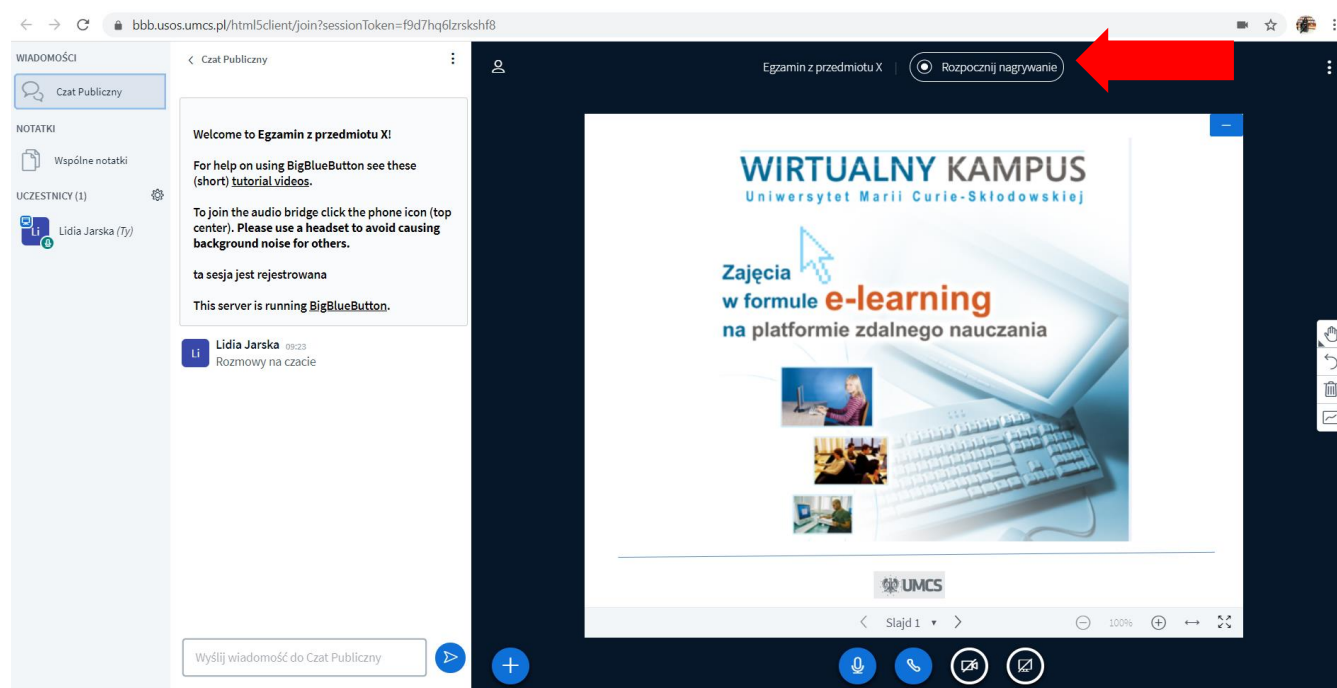 bbb.usos.umcs.pl/html5client/join?sessionToken=f9d7hq6lzrskshf8
WIADOMOŚCI
Czat Publiczny
NOTATKI
Wspólne notatki
UCZESTNICY (1)
Li
Lidia Jarska (Ty)
Czat Publiczny
Welcome to Egzamin z przedmiotu X!
For help on using BigBlueButton see these
(short) tutorial videos.
To join the audio bridge click the phone icon (top
center). Please use a headset to avoid causing
background noise for others.
ta sesja jest rejestrowana
This server is running BigBlueButton.
Li
Lidia Jarska 09:23
Rozmowy na czacie
Wyślij wiadomość do Czat Publiczny
Egzamin z przedmiotu X
Rozpocznij nagrywanie
WIRTUALNY KAMPUS
Uniwersytet Marii Curie-Skłodowskiej
Zajęcia
w formule e-learning
na platformie zdalnego nauczania
UMCS
Slajd 1
100%